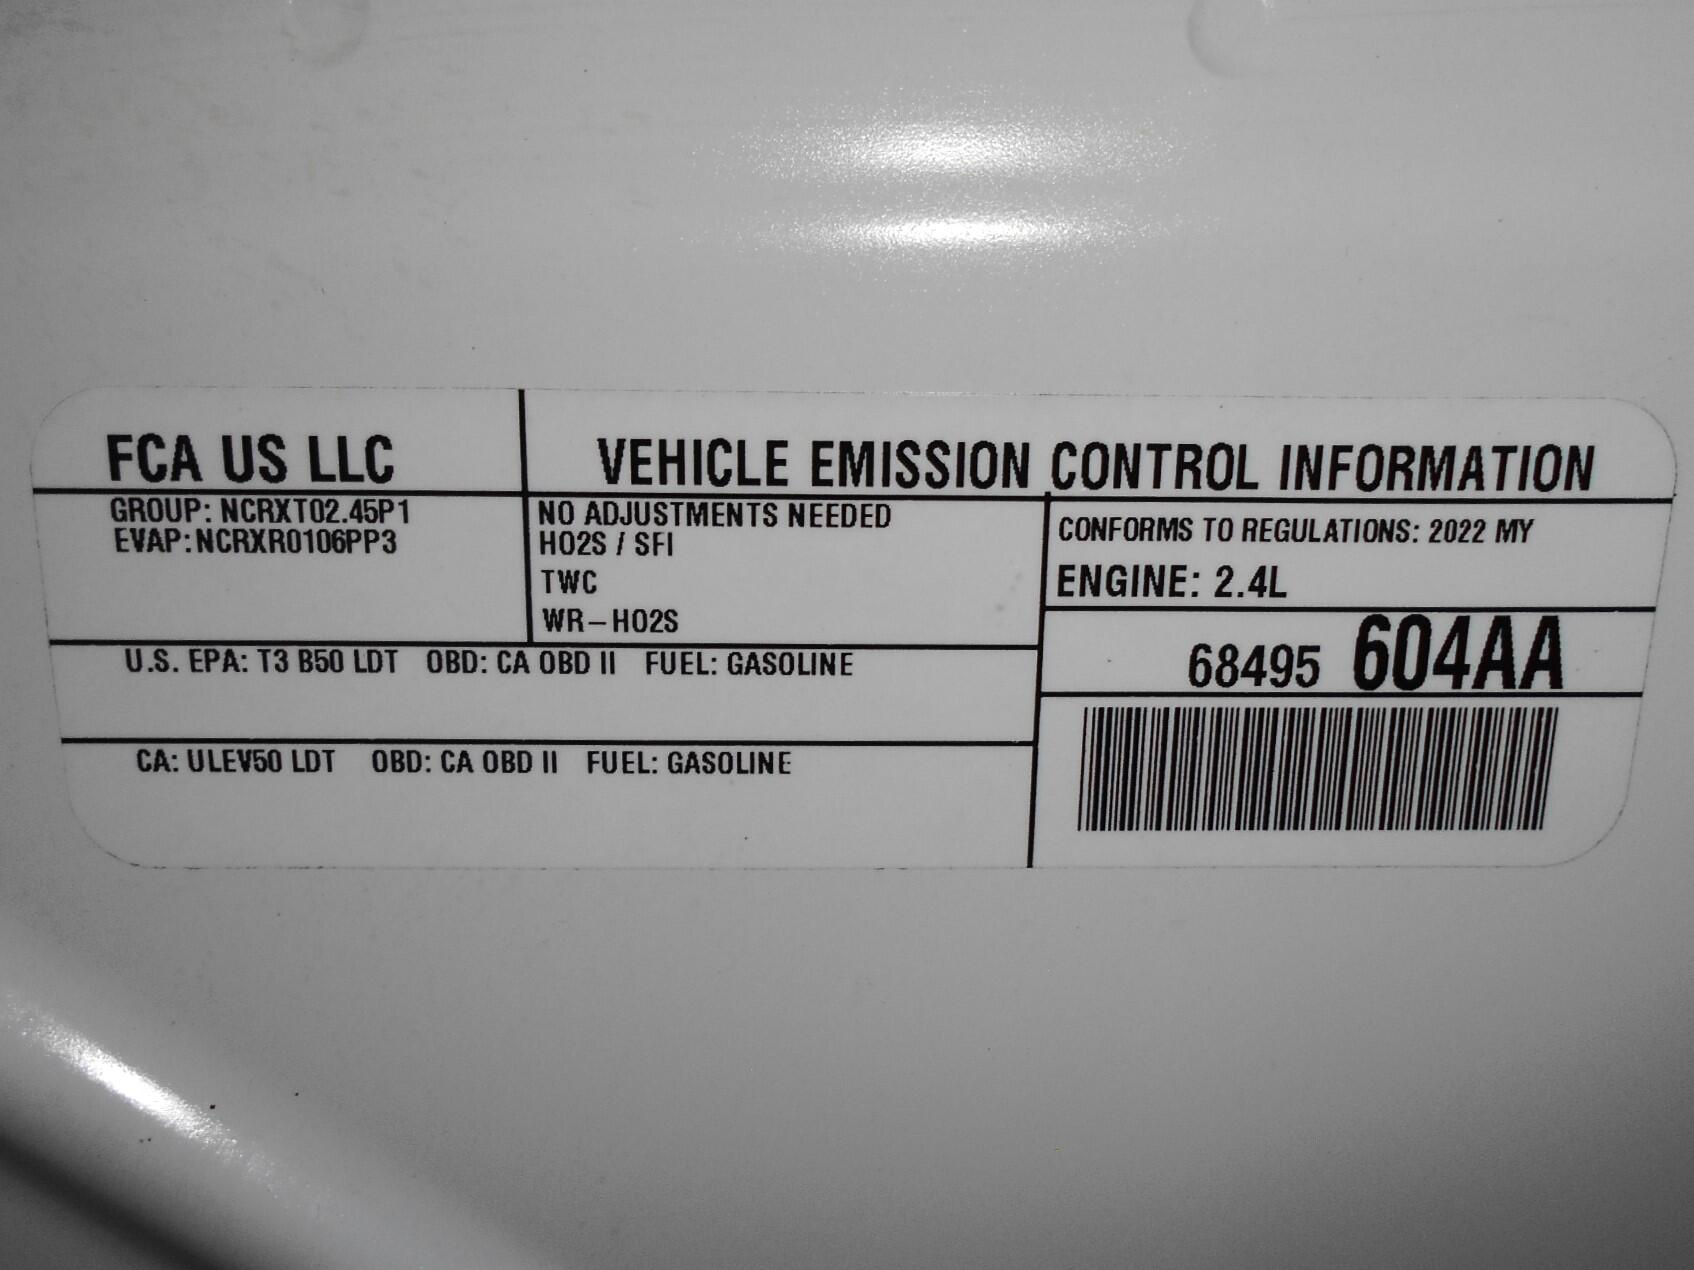 FCA US LLC
VEHICLE EMISSION CONTROL INFORMATION
GROUP: NCRXT02.45P1
EVAP:NCRXR0106PP3
NO ADJUSTMENTS NEEDED
HO2S / SFI
TWC
WR-HO2S
CONFORMS TO REGULATIONS: 2022 MY
ENGINE: 2.4L
68495 604AA
U.S. EPA: T3 B50 LDT OBD: CA OBD II FUEL: GASOLINE
CA: ULEV50 LDT OBD: CA OBD II FUEL: GASOLINE